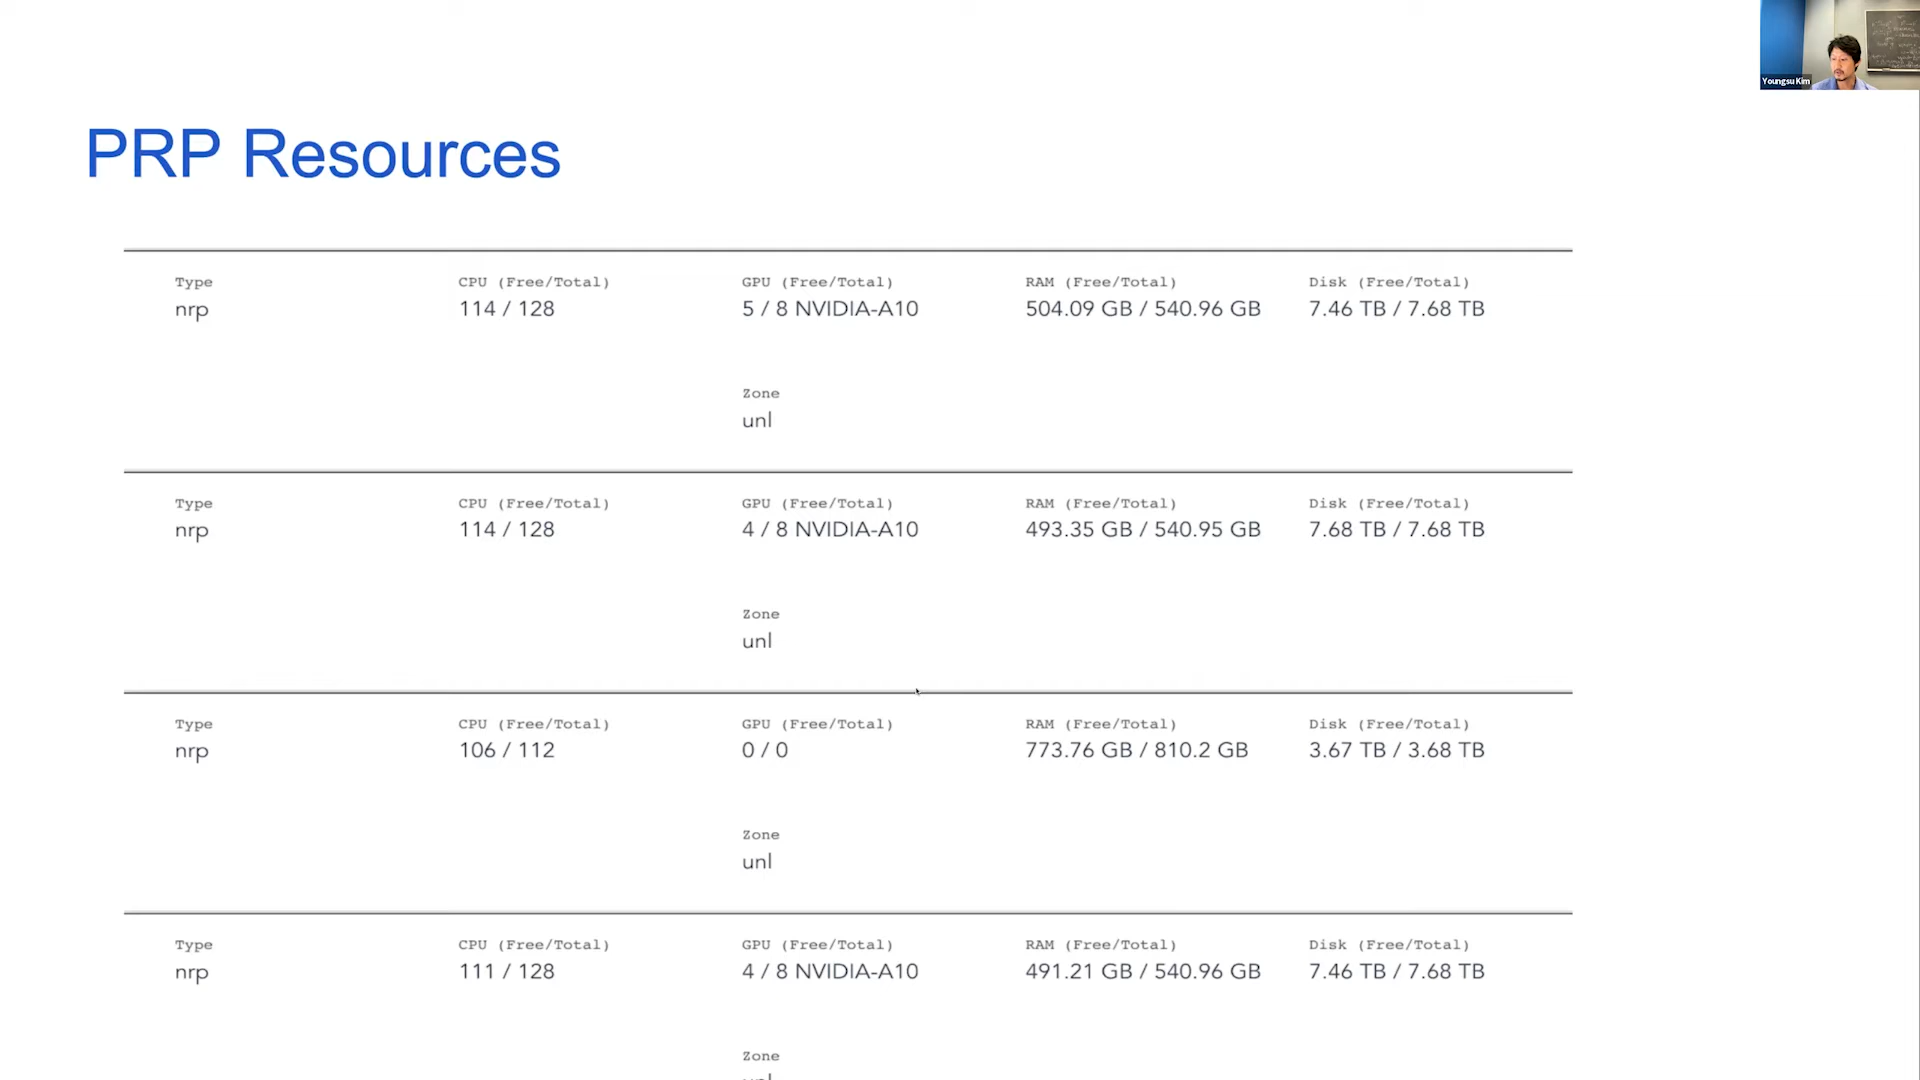 Youngsu Kim
PRP Resources
Type CPU (Free/Total) GPU (Free/Total) RAM (Free/Total) Disk (Free/Total)
nrp 114 / 128 5 / 8 NVIDIA-A10 504.09 GB / 540.96 GB 7.46 TB / 7.68 TB
Zone
unl
Type CPU (Free/Total) GPU (Free/Total) RAM (Free/Total) Disk (Free/Total)
nrp 114 / 128 4 / 8 NVIDIA-A10 493.35 GB / 540.95 GB 7.68 TB / 7.68 TB
Zone
unl
Type CPU (Free/Total) GPU (Free/Total) RAM (Free/Total) Disk (Free/Total)
nrp 106 / 112 0 / 0 773.76 GB / 810.2 GB 3.67 TB / 3.68 TB
Zone
unl
Type CPU (Free/Total) GPU (Free/Total) RAM (Free/Total) Disk (Free/Total)
nrp 111 / 128 4 / 8 NVIDIA-A10 491.21 GB / 540.96 GB 7.46 TB / 7.68 TB
Zone